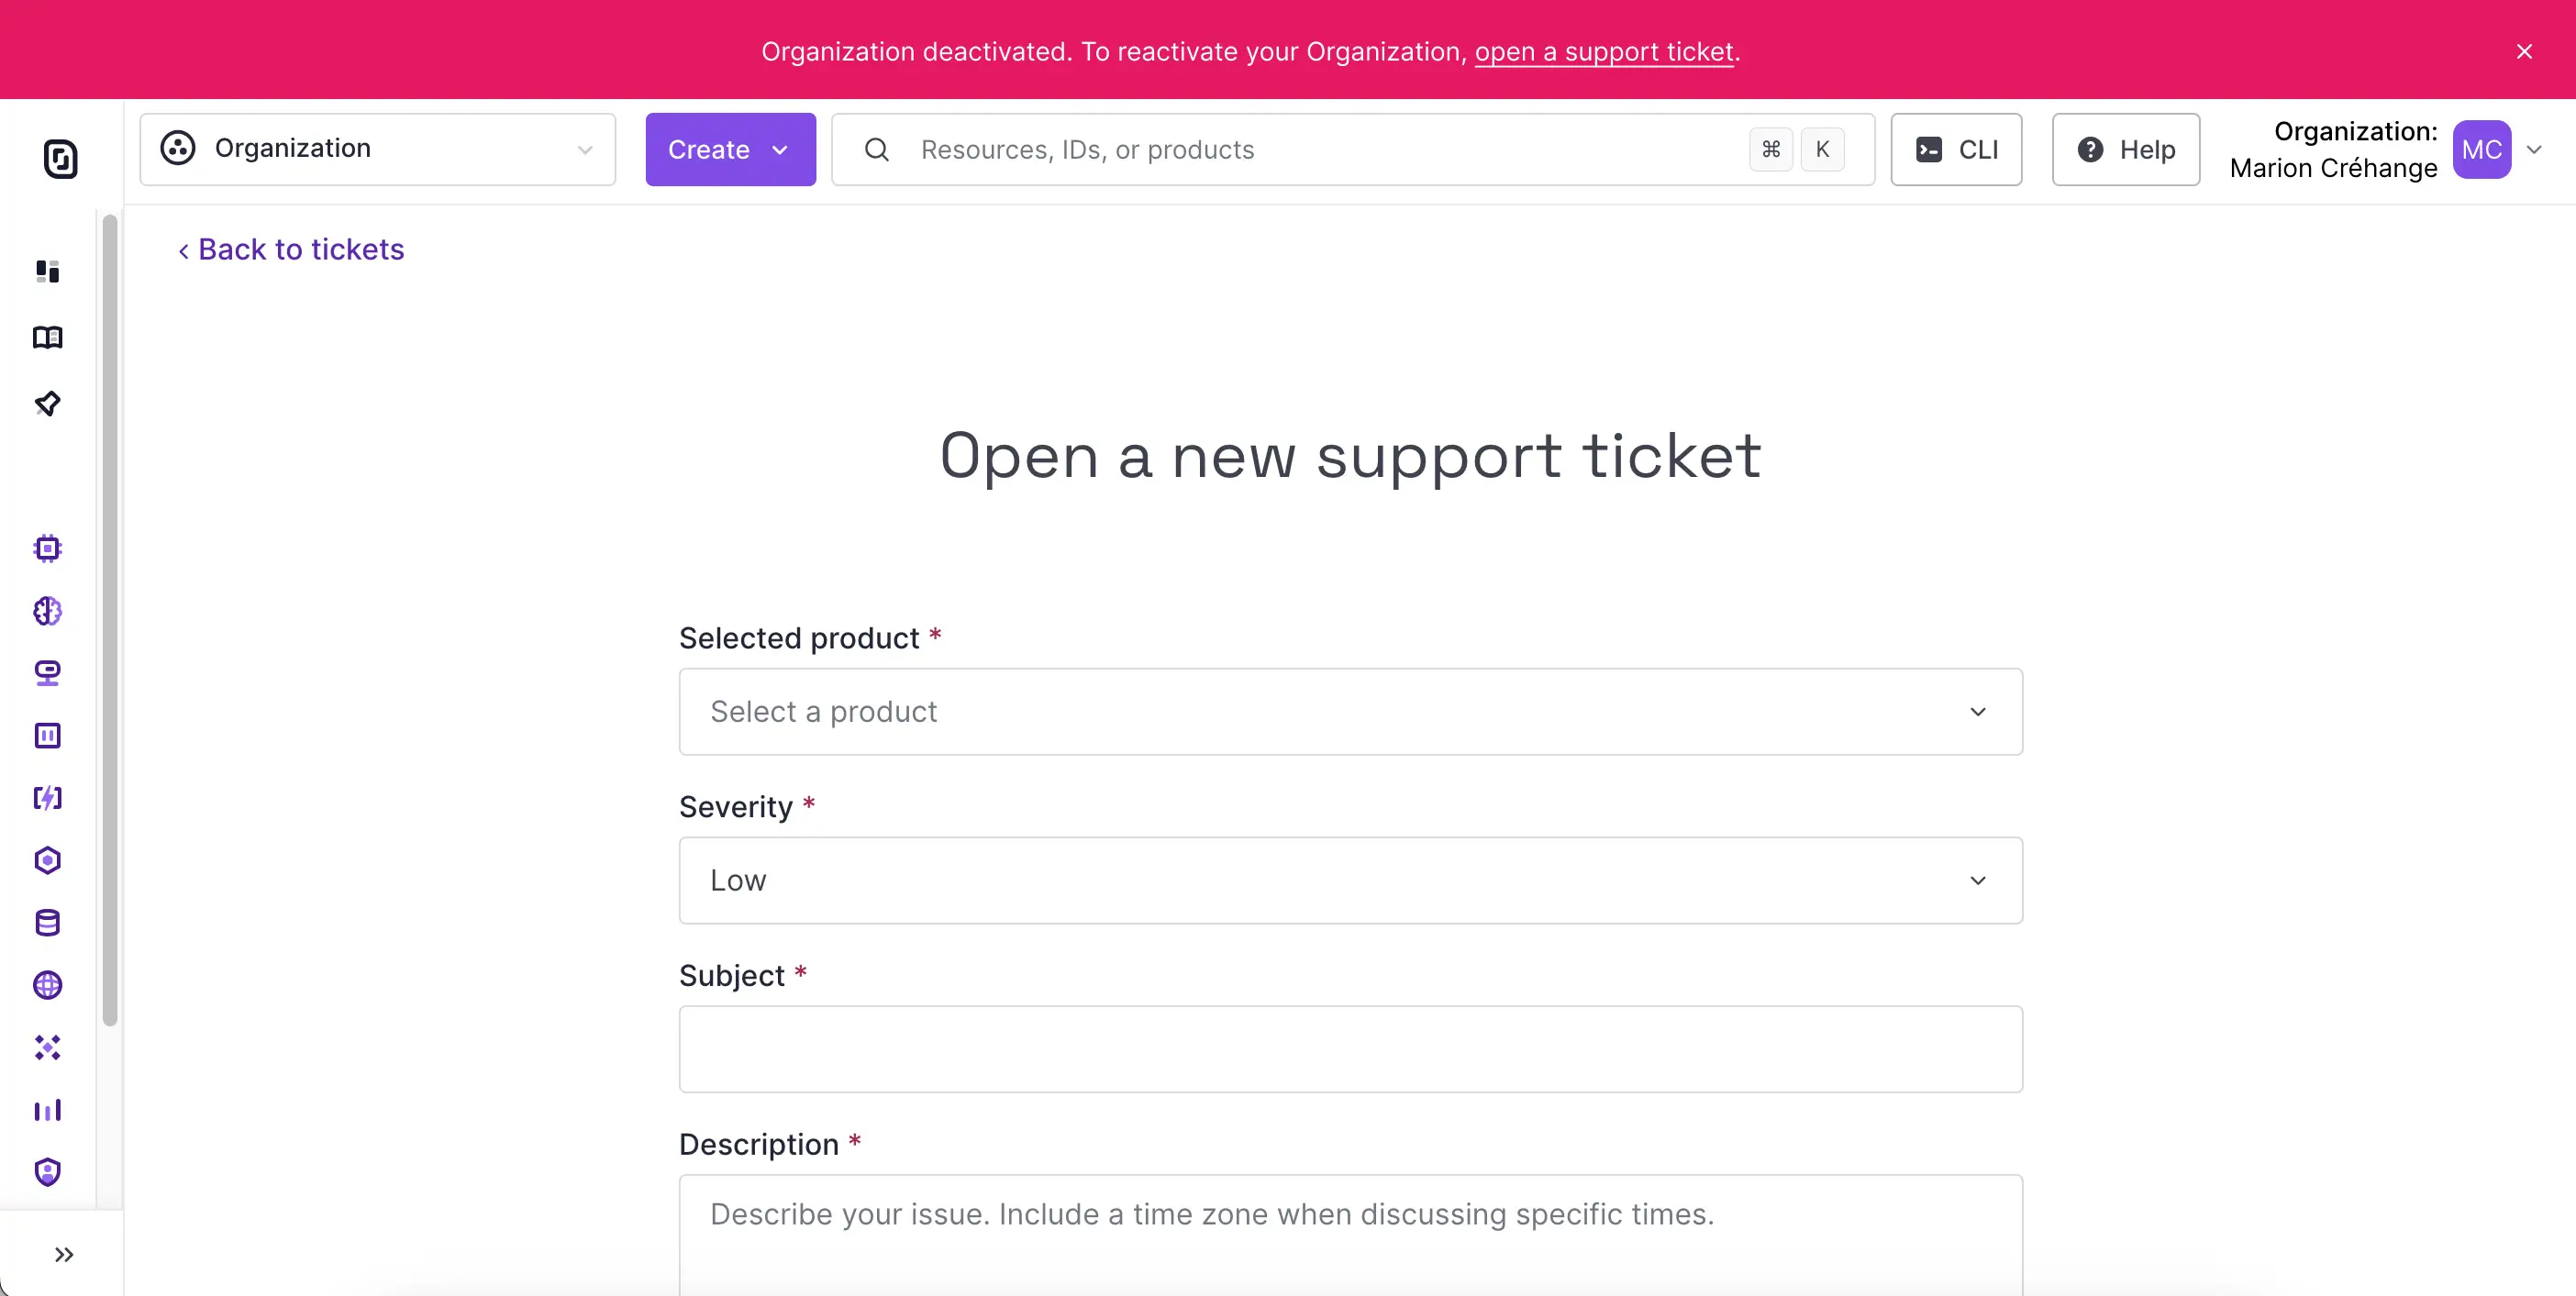 Organization deactivated. To reactivate your Organization, open a support ticket.
Organization
Create
Resources, IDs, or products
⌘ K
CLI
Help
Organization:
Marion Créhange
MC
Back to tickets
Open a new support ticket
Selected product *
Select a product
Severity *
Low
Subject *
Description *
Describe your issue. Include a time zone when discussing specific times.